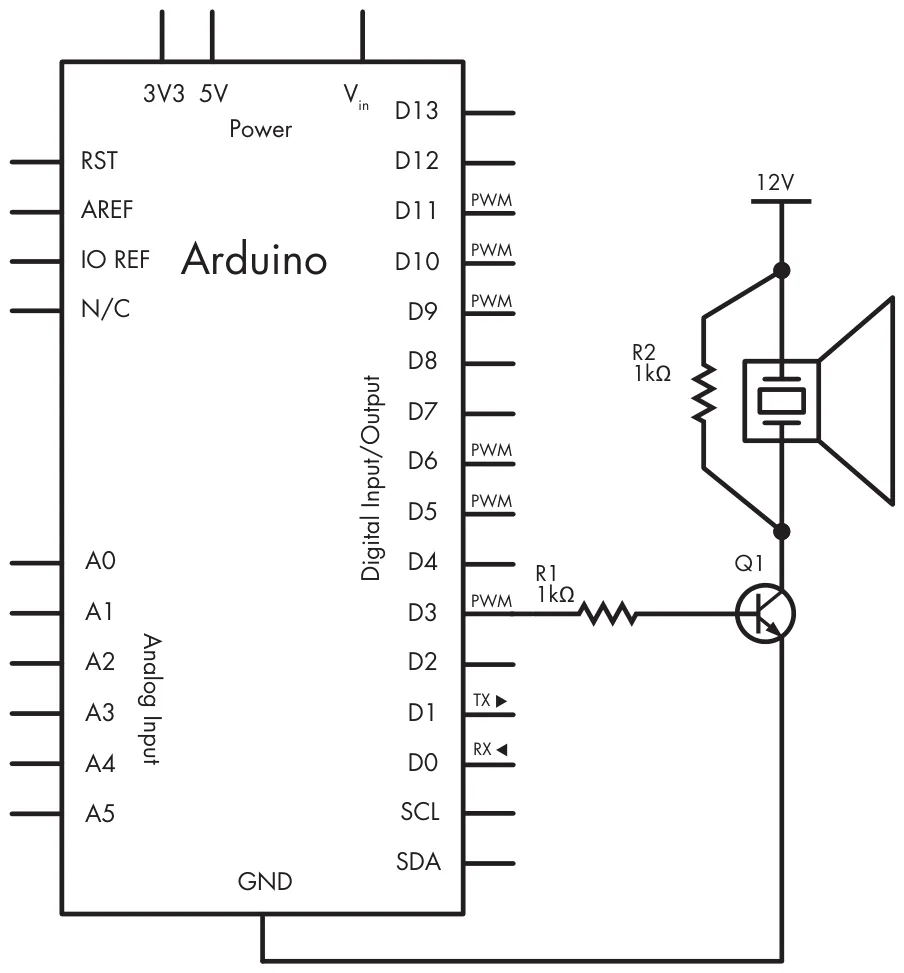 3V3 5V
Vin
Power
D13
RST
D12
AREF
D11 PWM
IO REF
Arduino
D10 PWM
N/C
D9 PWM
D8
D7
D6 PWM
D5 PWM
Digital Input/Output
A0
D4
A1
D3 PWM
A2
D2
A3
D1 TX ▶
A4
D0 RX ◀
A5
SCL
Analog Input
SDA
GND
R1
1kΩ
12V
R2
1kΩ
Q1